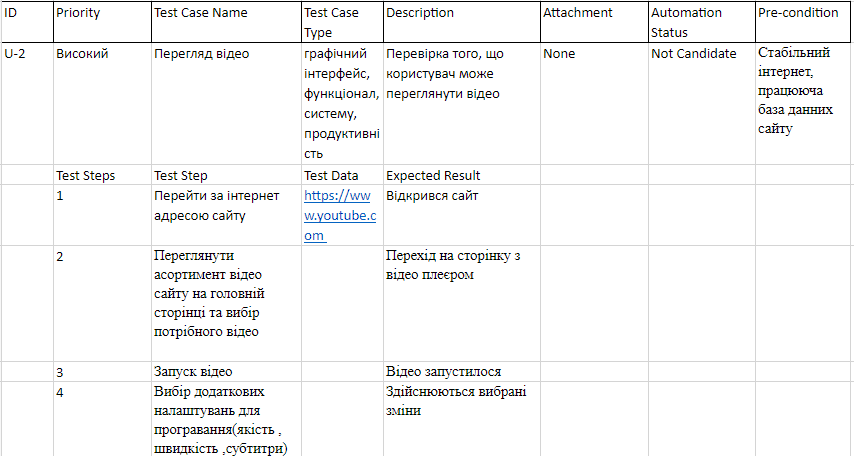 ID Priority Test Case Name Test Case Type Description Attachment Automation Status Pre-condition
U-2 Високий Перегляд відео графічний Перевірка того, що None Not Candidate Стабільний
інтерфейс, користувач може інтернет,
функціонал, переглянути відео працююча
систему, база данних
продуктивні сайту
сть
Test Steps Test Step Test Data Expected Result
1 Перейти за інтернет https://ww Відкрився сайт
адресою сайту w.youtube.c
om
2 Переглянути Перехід на сторінку з
асортимент відео відео плеєром
сайту на головній
сторінці та вибір
потрібного відео
3 Запуск відео Відео запустилося
4 Вибір додаткових Здійснюються вибрані
налаштувань для зміни
програвання(якість ,
швидкість ,субтитри)